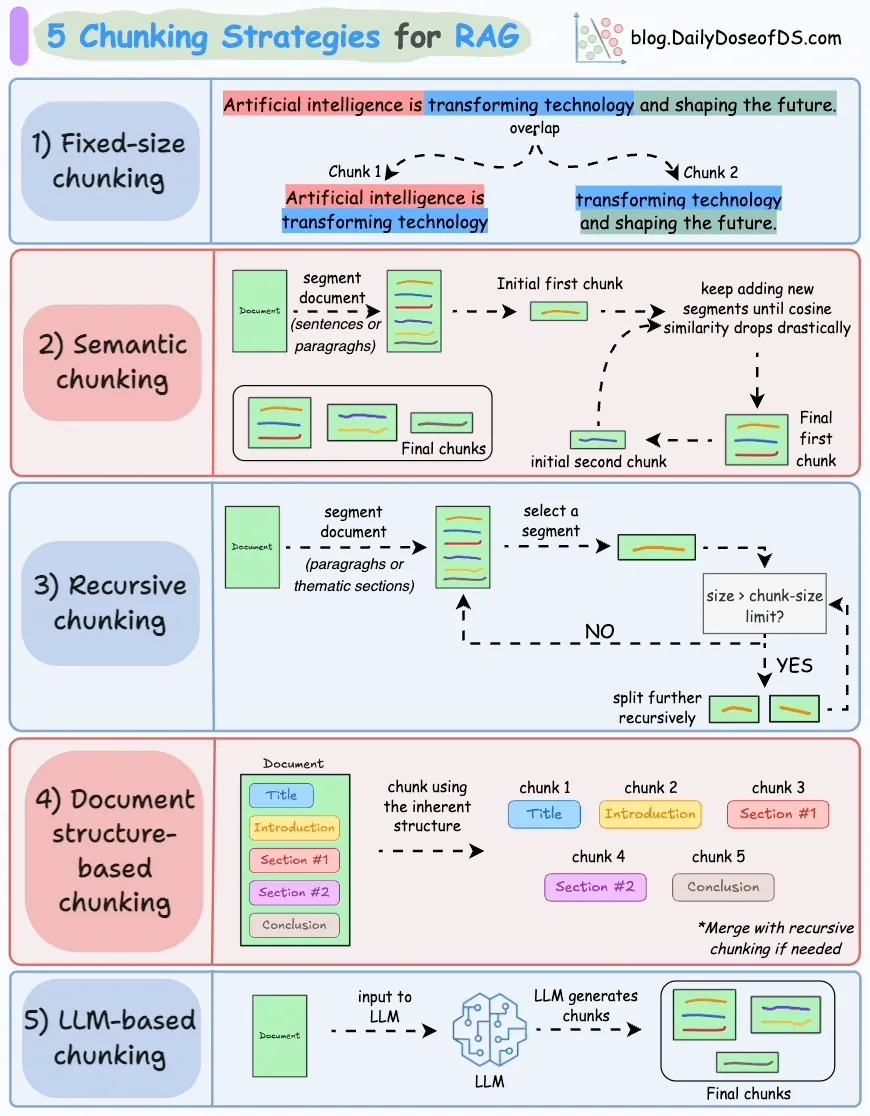 5 Chunking Strategies for RAG
blog.DailyDoseofDS.com
1) Fixed-size
chunking
Artificial intelligence is transforming technology and shaping the future.
overlap
Chunk 1
Artificial intelligence is
transforming technology
Chunk 2
transforming technology
and shaping the future.
2) Semantic
chunking
Document
segment
document
(sentences or
paragraghs)
Initial first chunk
keep adding new
segments until cosine
similarity drops drastically
Final
first
chunk
initial second chunk
Final chunks
3) Recursive
chunking
Document
segment
document
(paragraghs or
thematic sections)
select a
segment
size > chunk-size
limit?
NO
YES
split further
recursively
4) Document
structure-
based
chunking
Document
Title
Introduction
Section #1
Section #2
Conclusion
chunk using
the inherent
structure
chunk 1
Title
chunk 2
Introduction
chunk 3
Section #1
chunk 4
Section #2
chunk 5
Conclusion
*Merge with recursive
chunking if needed
5) LLM-based
chunking
Document
input to
LLM
LLM
LLM generates
chunks
Final chunks